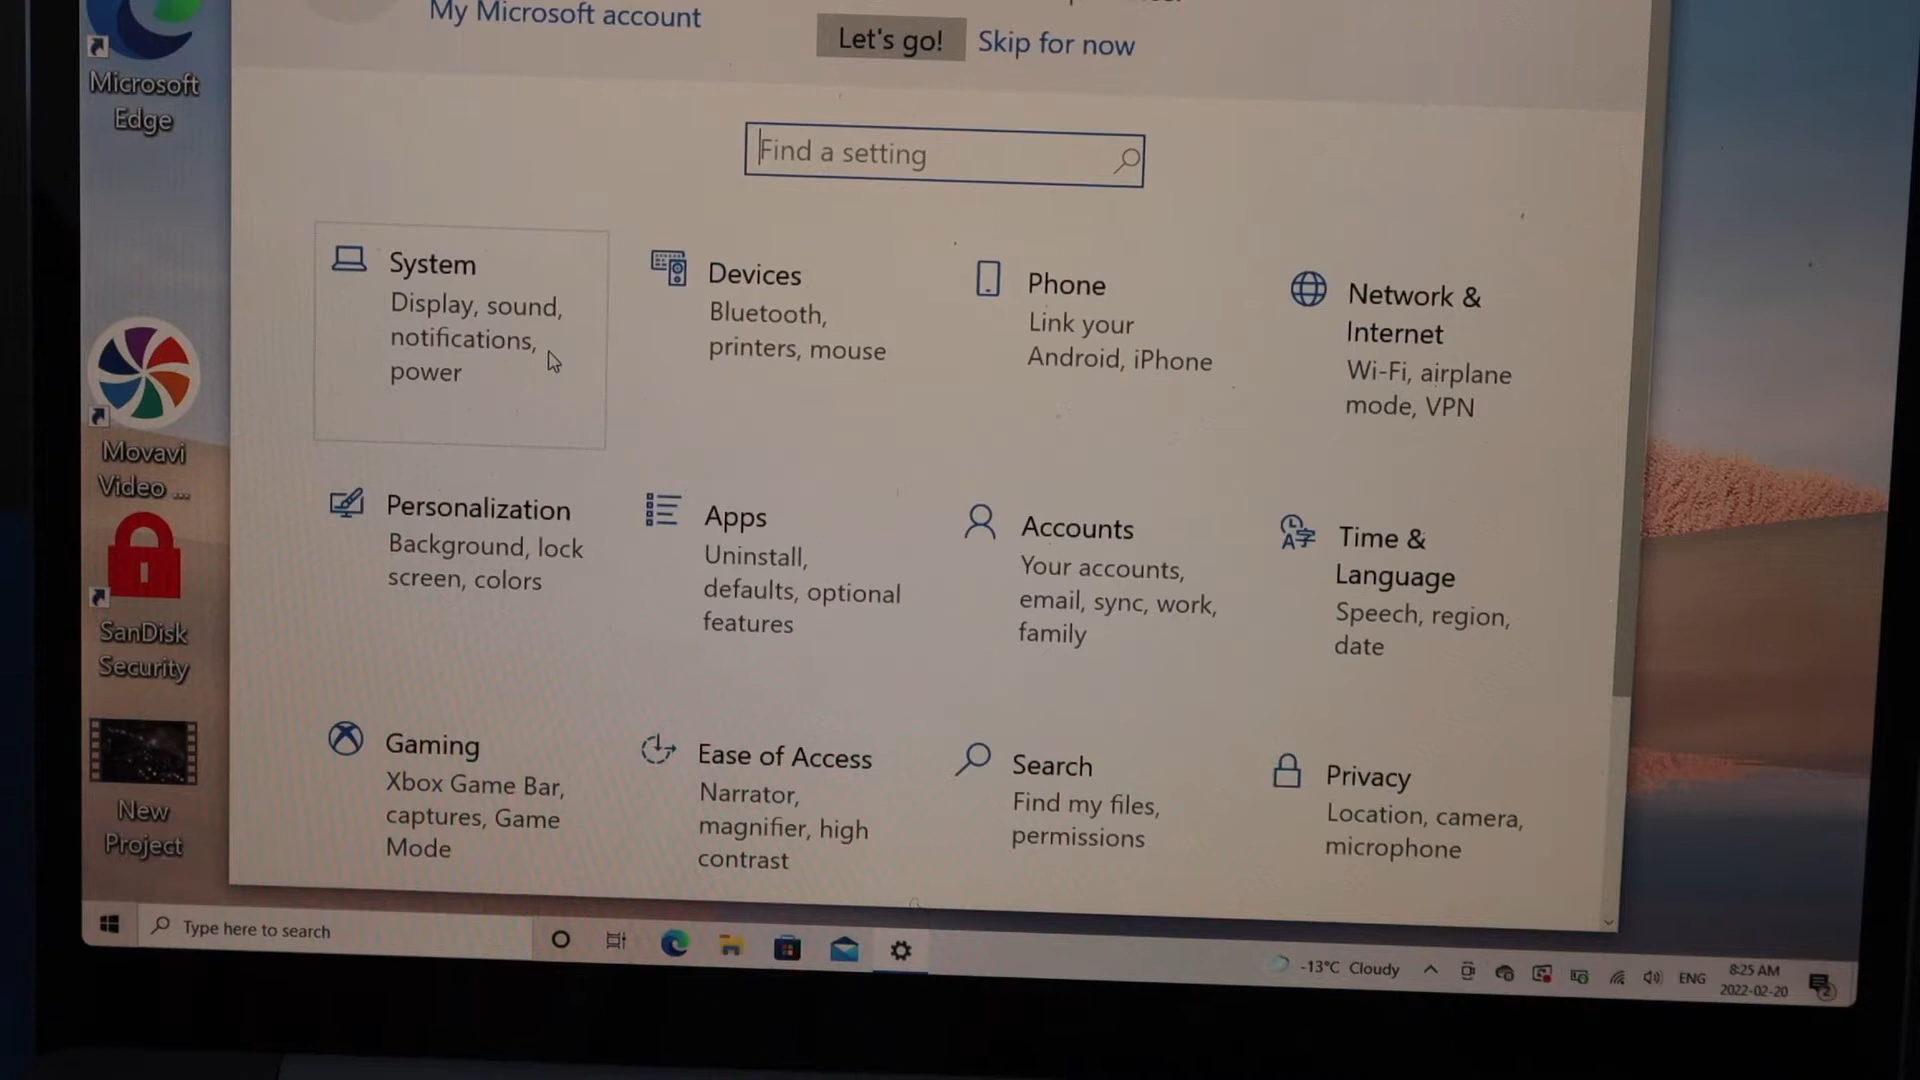 My Microsoft account
Let's go!
Skip for now
Microsoft
Edge
Find a setting
System
Display, sound,
notifications,
power
Devices
Bluetooth,
printers, mouse
Phone
Link your
Android, iPhone
Network &
Internet
Wi-Fi, airplane
mode, VPN
Movavi
Video ...
Personalization
Background, lock
screen, colors
Apps
Uninstall,
defaults, optional
features
Accounts
Your accounts,
email, sync, work,
family
Time &
Language
Speech, region,
date
SanDisk
Security
Gaming
Xbox Game Bar,
captures, Game
Mode
Ease of Access
Narrator,
magnifier, high
contrast
Search
Find my files,
permissions
Privacy
Location, camera,
microphone
New
Project
Type here to search
-13°C Cloudy
ENG
8:25 AM
2022-02-20
2